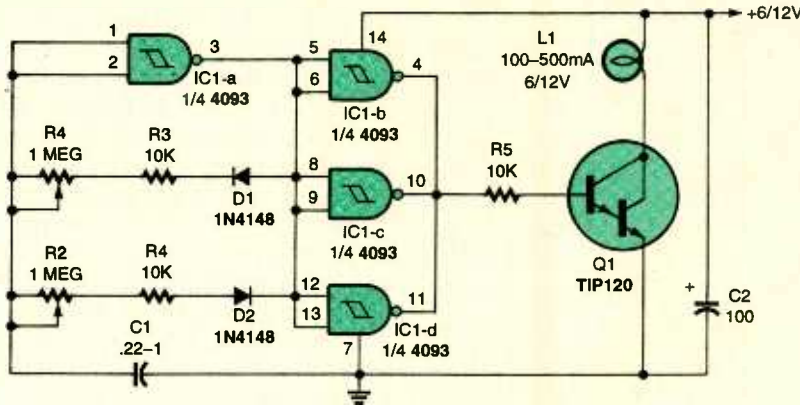 +6/12V
1
2
3
IC1-a
1/4 4093
5
6
14
4
IC1-b
1/4 4093
L1
100–500mA
6/12V
R4
1 MEG
R3
10K
D1
1N4148
8
9
10
IC1-c
1/4 4093
R5
10K
Q1
TIP120
R2
1 MEG
R4
10K
D2
1N4148
12
13
11
7
IC1-d
1/4 4093
C1
.22–1
+
C2
100